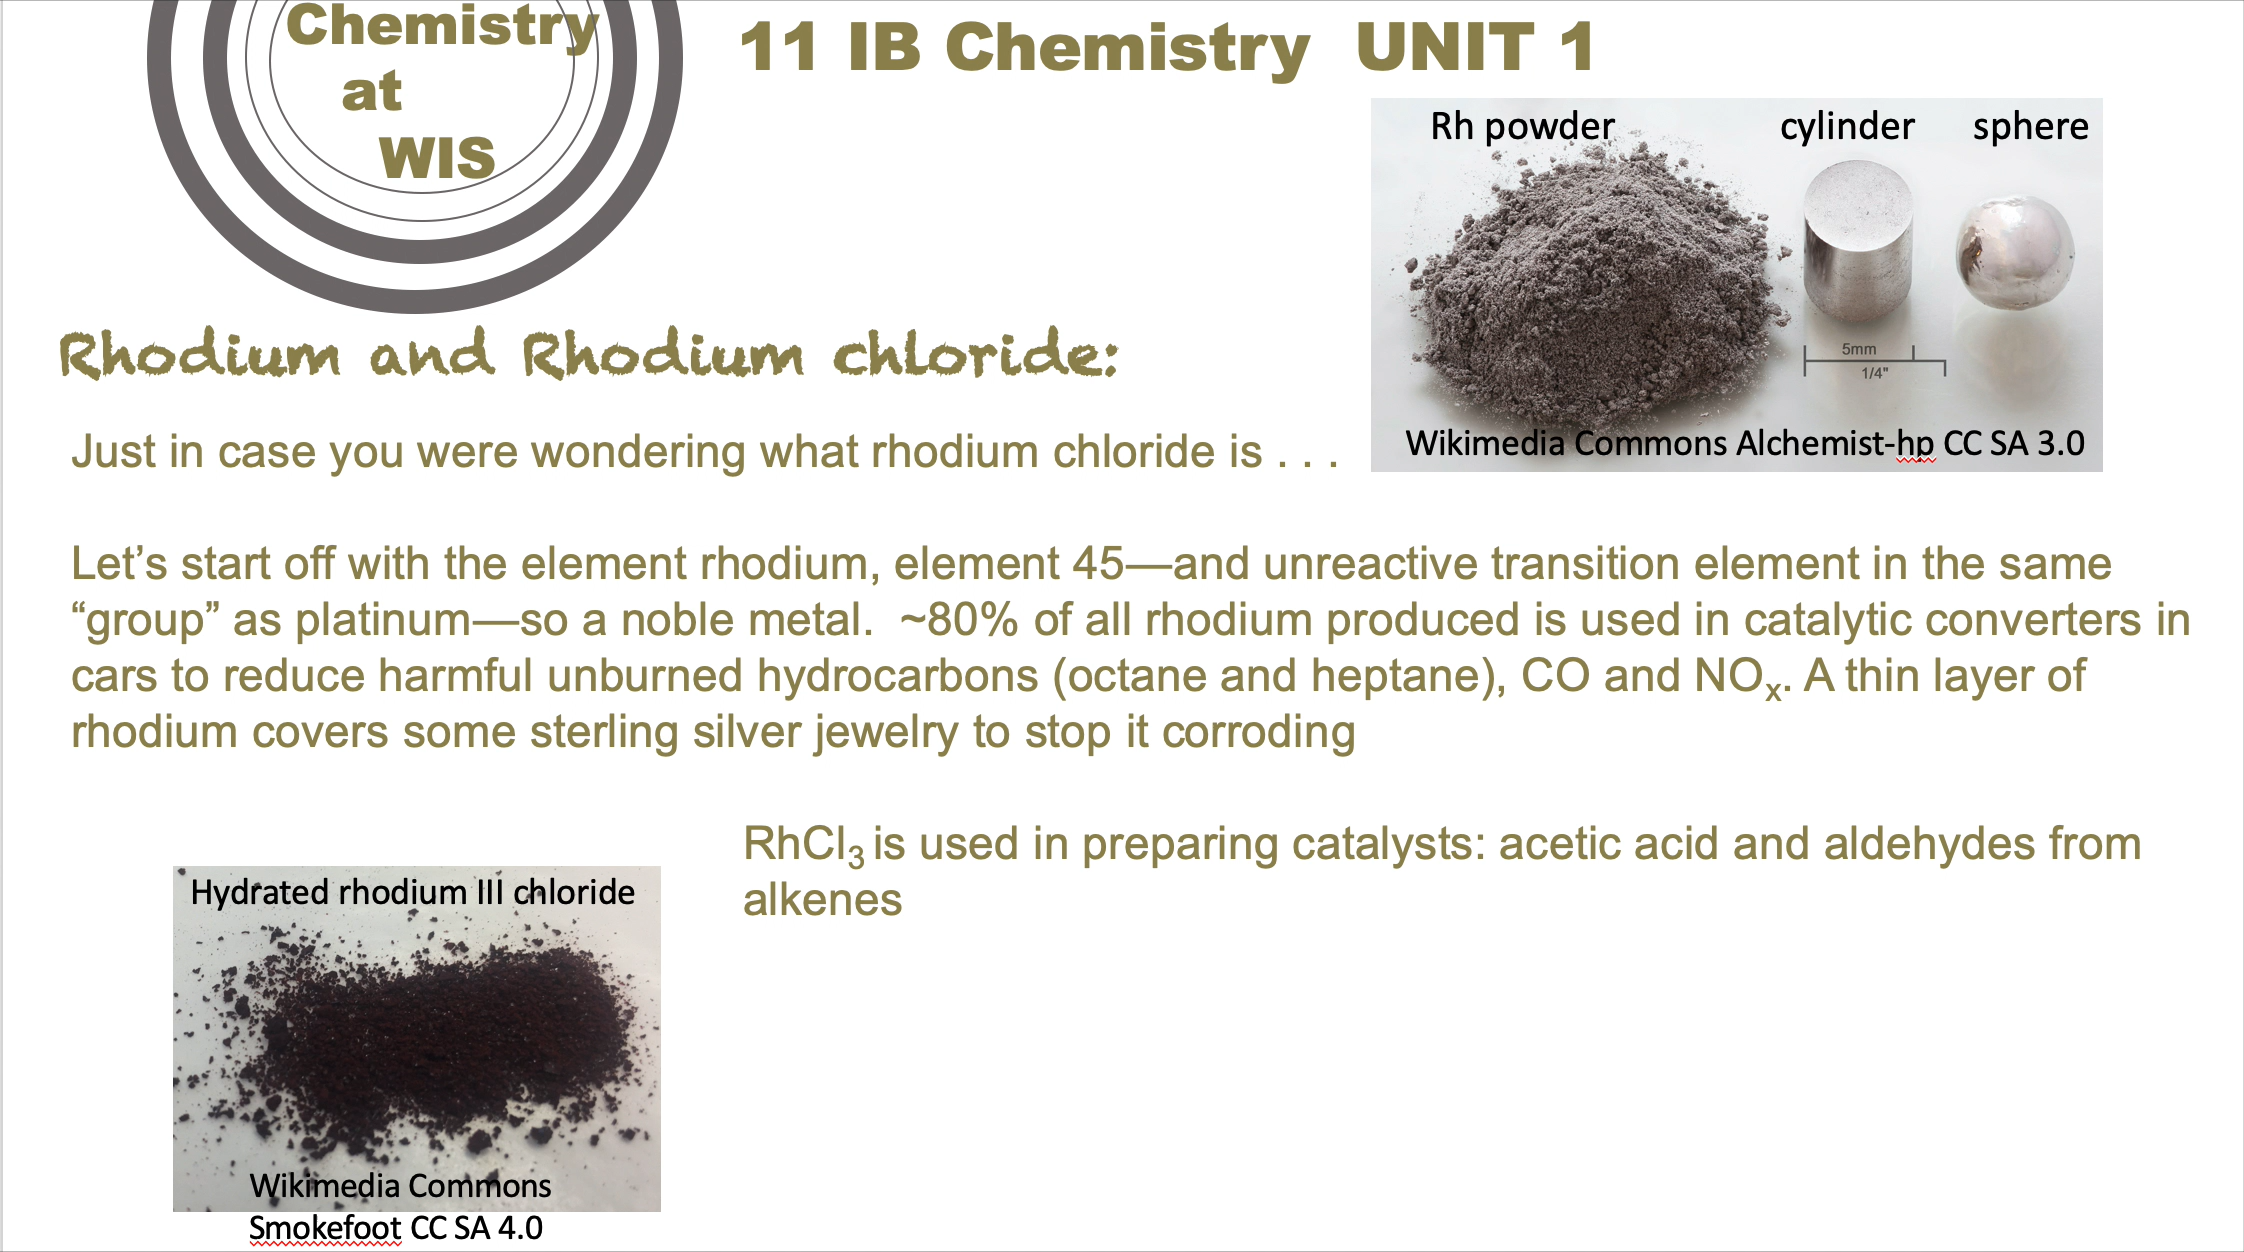 Chemistry
at
WIS
11 IB Chemistry  UNIT 1
Rh powder
cylinder
sphere
5mm
1/4"
Wikimedia Commons Alchemist-hp CC SA 3.0
Rhodium and Rhodium chloride:
Just in case you were wondering what rhodium chloride is . . .
Let’s start off with the element rhodium, element 45—and unreactive transition element in the same
“group” as platinum—so a noble metal.  ~80% of all rhodium produced is used in catalytic converters in
cars to reduce harmful unburned hydrocarbons (octane and heptane), CO and NOₓ. A thin layer of
rhodium covers some sterling silver jewelry to stop it corroding
RhCl₃ is used in preparing catalysts: acetic acid and aldehydes from
alkenes
Hydrated rhodium III chloride
Wikimedia Commons
Smokefoot CC SA 4.0